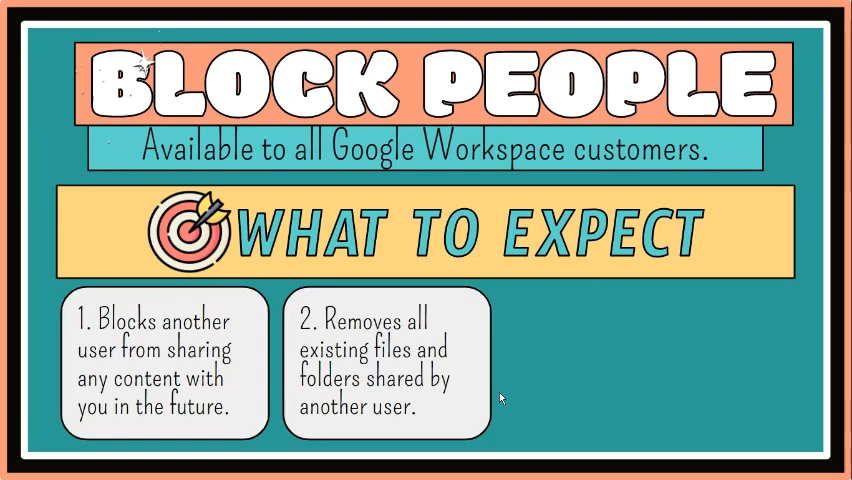 BLOCK PEOPLE
Available to all Google Workspace customers.
WHAT TO EXPECT
1. Blocks another
user from sharing
any content with
you in the future.
2. Removes all
existing files and
folders shared by
another user.